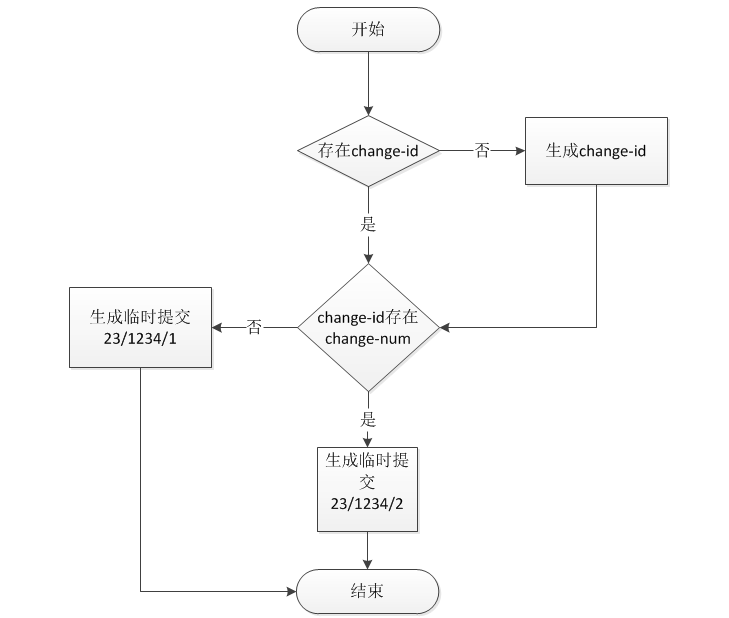 开始
存在change-id
否
生成change-id
是
生成临时提交
23/1234/1
否
change-id存在
change-num
是
生成临时提
交
23/1234/2
结束